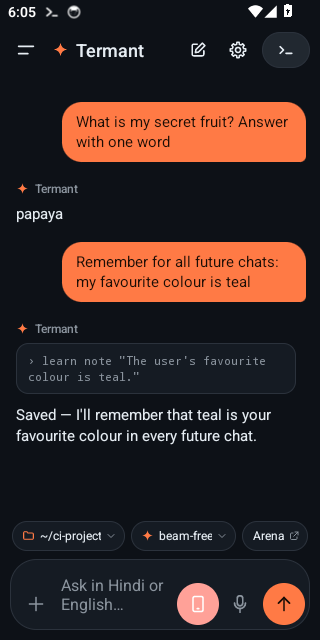 6:05
Termant
What is my secret fruit? Answer
with one word
Termant
papaya
Remember for all future chats:
my favourite colour is teal
Termant
› learn note "The user's favourite
colour is teal."
Saved — I'll remember that teal is your
favourite colour in every future chat.
~/ci-project
beam-free
Arena
Ask in Hindi or
English…